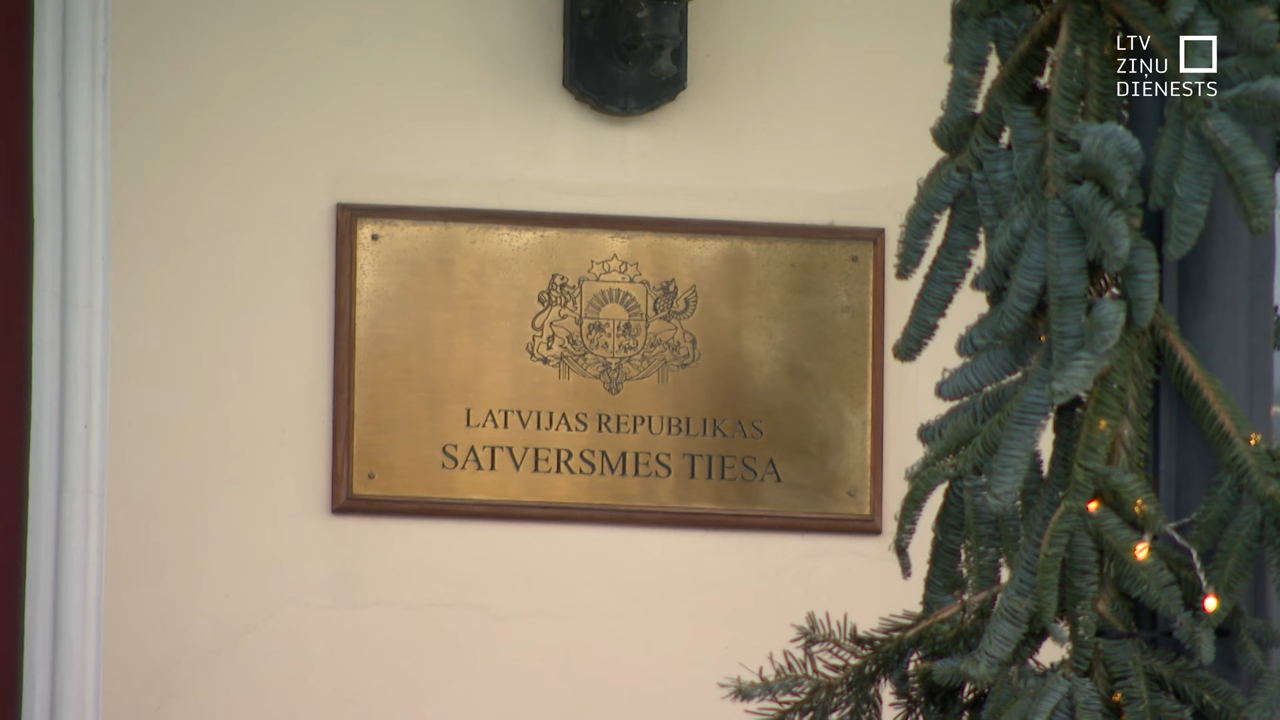 LTV
ZIŅU
DIENESTS
LATVIJAS REPUBLIKAS
SATVERSMES TIESA